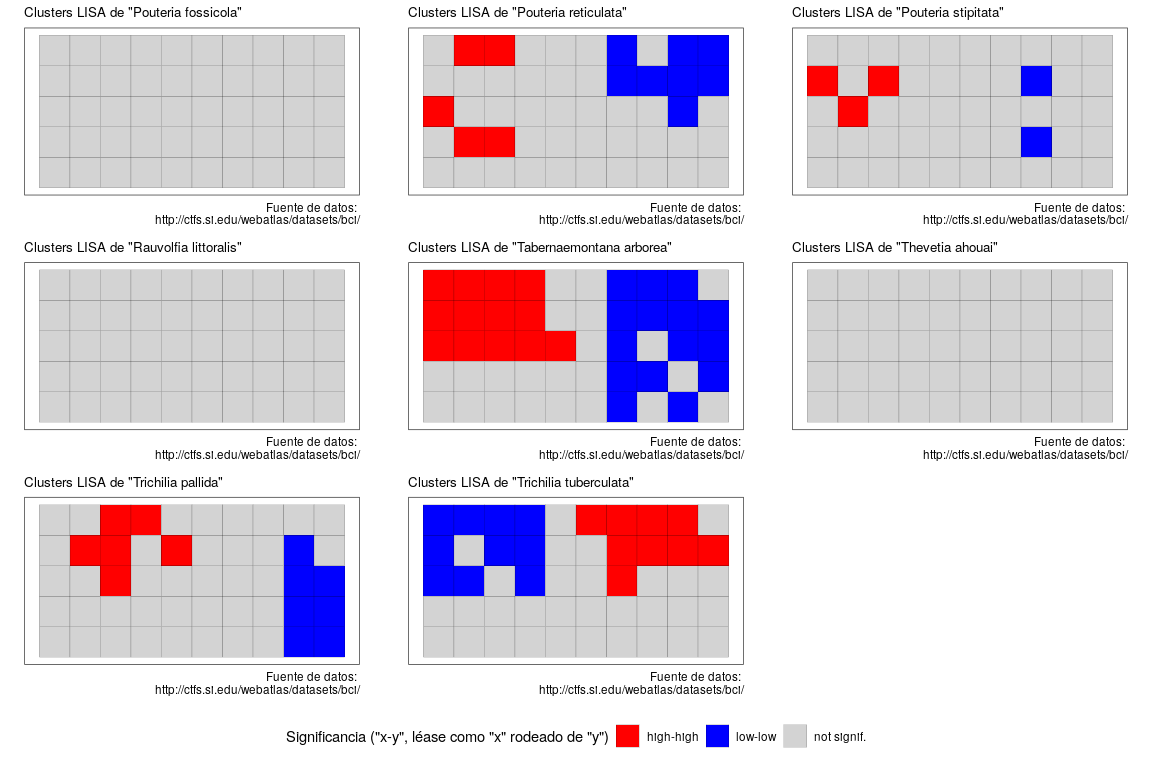 Clusters LISA de "Pouteria fossicola"
Clusters LISA de "Pouteria reticulata"
Clusters LISA de "Pouteria stipitata"
Fuente de datos:
http://ctfs.si.edu/webatlas/datasets/bci/
Fuente de datos:
http://ctfs.si.edu/webatlas/datasets/bci/
Fuente de datos:
http://ctfs.si.edu/webatlas/datasets/bci/
Clusters LISA de "Rauvolfia littoralis"
Clusters LISA de "Tabernaemontana arborea"
Clusters LISA de "Thevetia ahouai"
Fuente de datos:
http://ctfs.si.edu/webatlas/datasets/bci/
Fuente de datos:
http://ctfs.si.edu/webatlas/datasets/bci/
Fuente de datos:
http://ctfs.si.edu/webatlas/datasets/bci/
Clusters LISA de "Trichilia pallida"
Clusters LISA de "Trichilia tuberculata"
Fuente de datos:
http://ctfs.si.edu/webatlas/datasets/bci/
Fuente de datos:
http://ctfs.si.edu/webatlas/datasets/bci/
Significancia ("x-y", léase como "x" rodeado de "y") high-high low-low not signif.